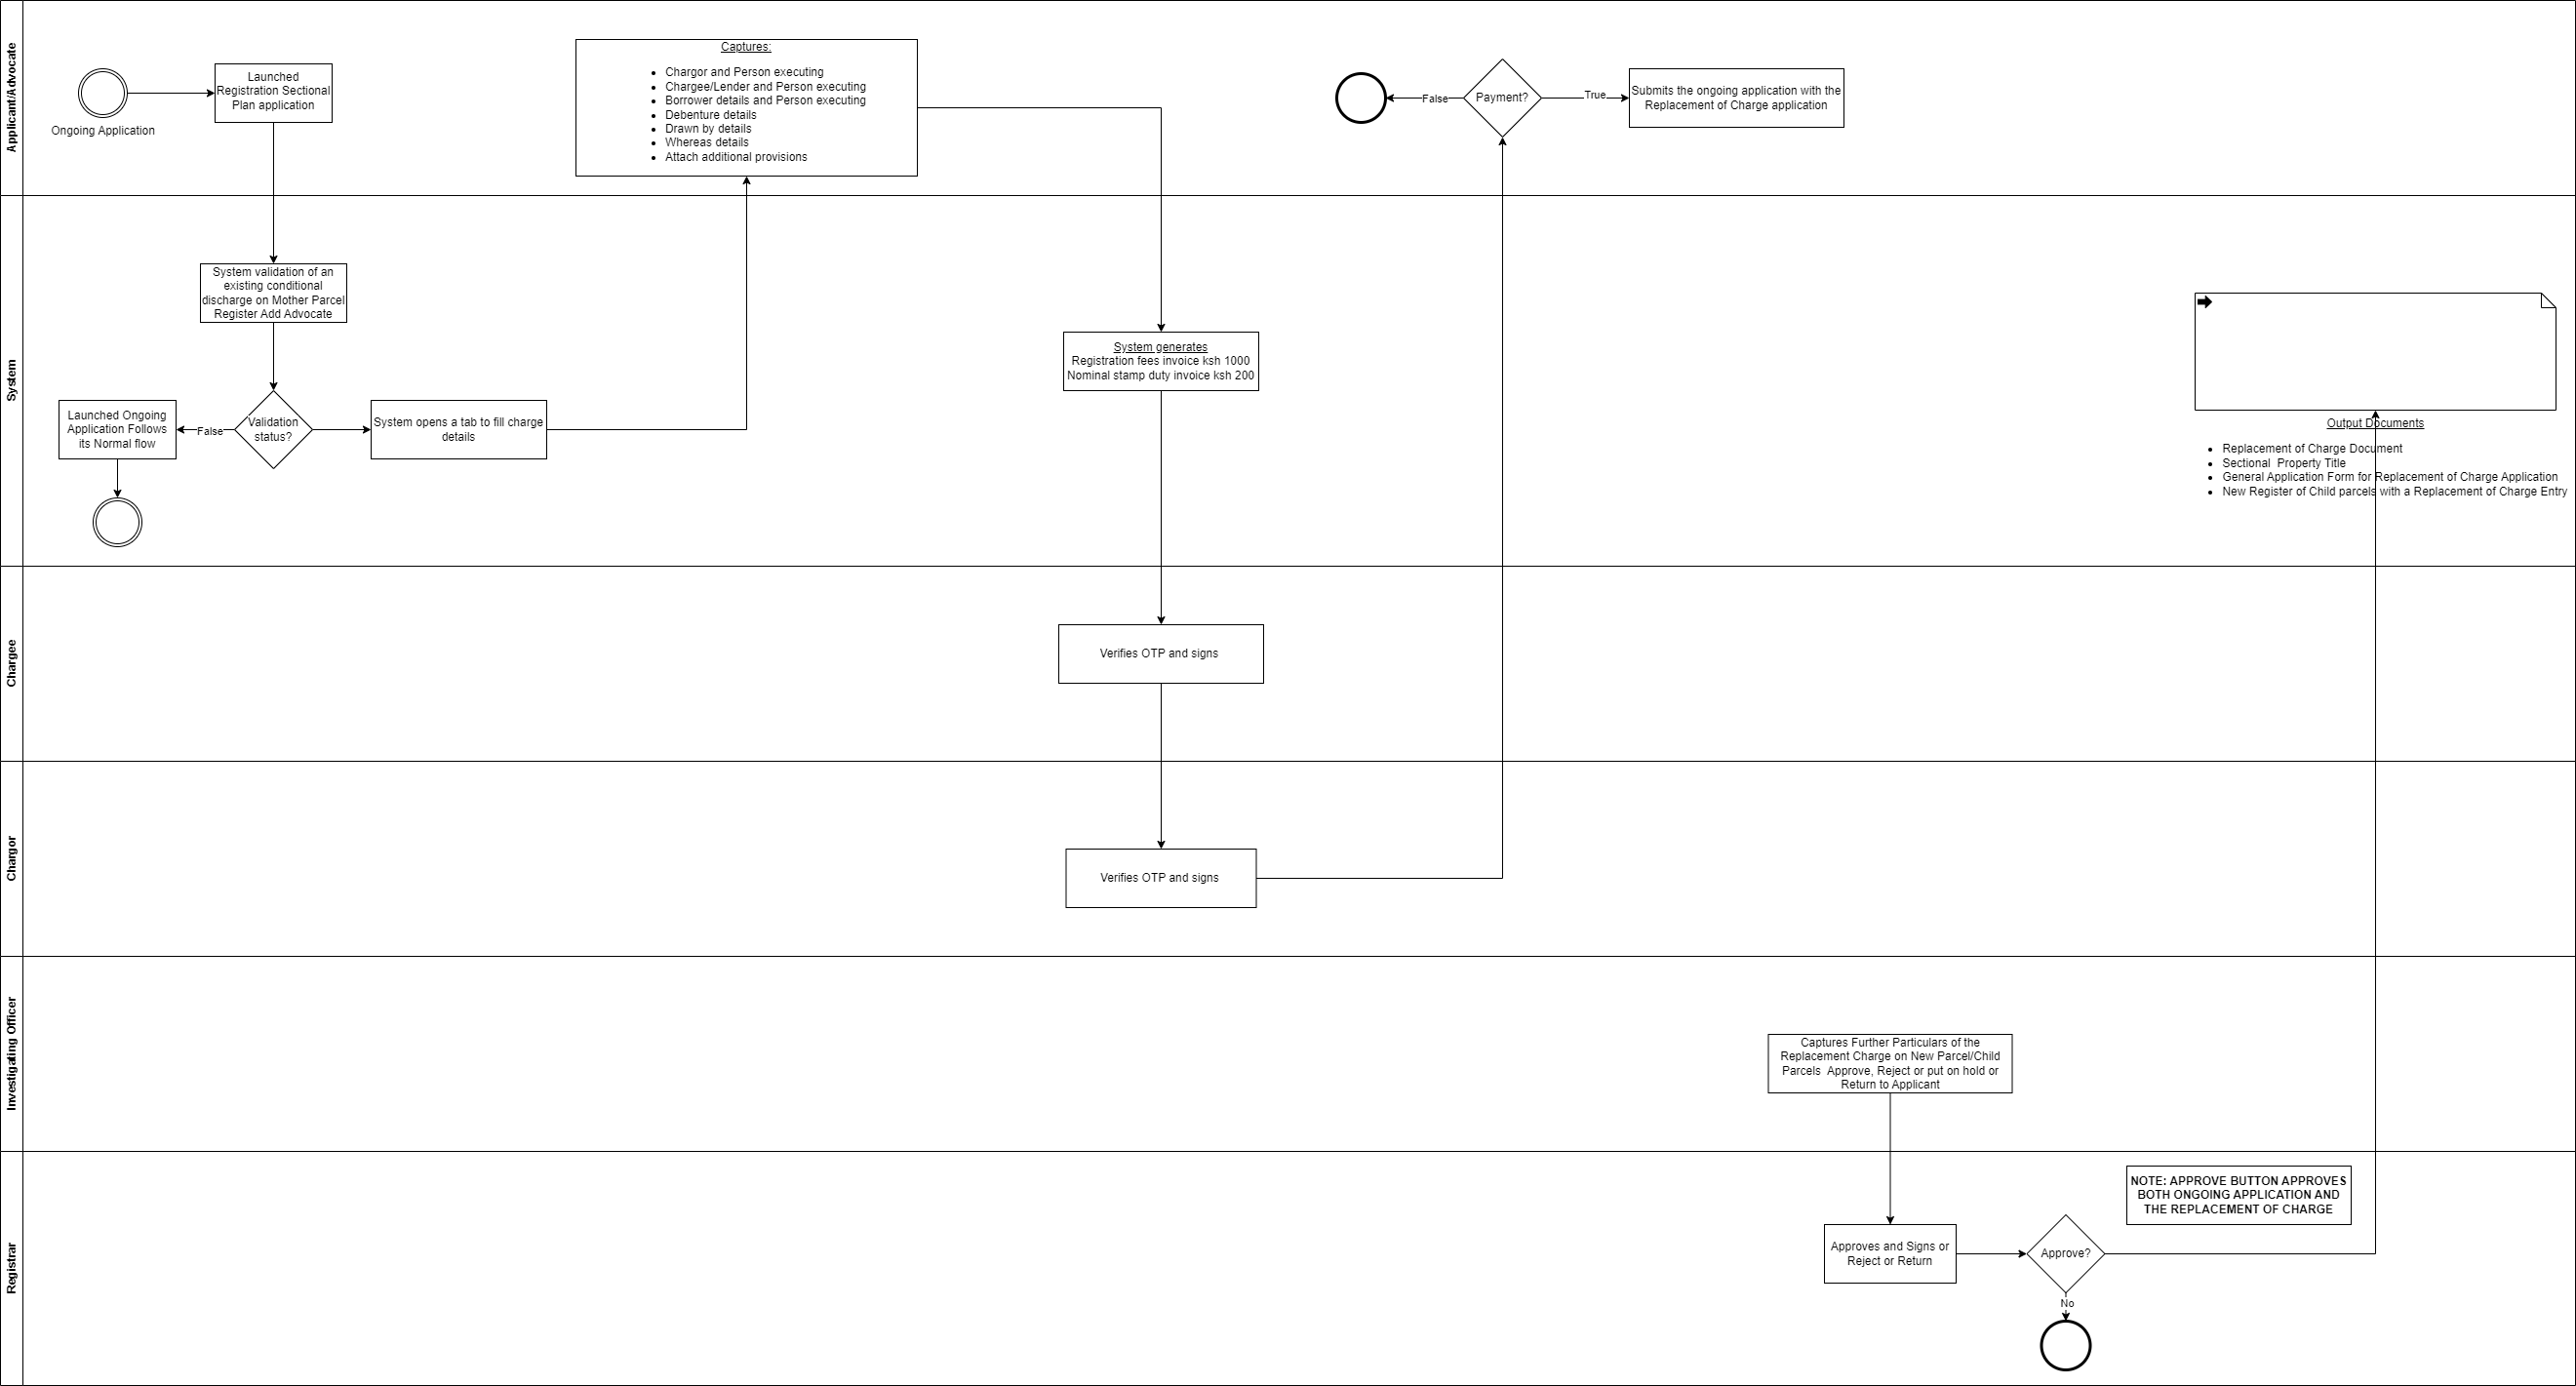 Applicant/Advocate
Ongoing Application
Launched
Registration Sectional
Plan application
Captures:
Chargor and Person executing
Chargee/Lender and Person executing
Borrower details and Person executing
Debenture details
Drawn by details
Whereas details
Attach additional provisions
False
Payment?
True
Submits the ongoing application with the
Replacement of Charge application
System
System validation of an
existing conditional
discharge on Mother Parcel
Register Add Advocate
Launched Ongoing
Application Follows
its Normal flow
False
Validation
status?
System opens a tab to fill charge
details
System generates
Registration fees invoice ksh 1000
Nominal stamp duty invoice ksh 200
Output Documents
Replacement of Charge Document
Sectional  Property Title
General Application Form for Replacement of Charge Application
New Register of Child parcels with a Replacement of Charge Entry
Chargee
Verifies OTP and signs
Chargor
Verifies OTP and signs
Investigating Officer
Captures Further Particulars of the
Replacement Charge on New Parcel/Child
Parcels  Approve, Reject or put on hold or
Return to Applicant
Registrar
Approves and Signs or
Reject or Return
Approve?
No
NOTE: APPROVE BUTTON APPROVES
BOTH ONGOING APPLICATION AND
THE REPLACEMENT OF CHARGE